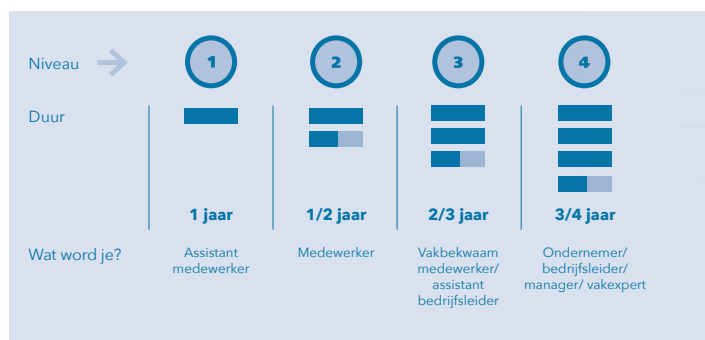 Niveau 1 2 3 4
Duur
1 jaar 1/2 jaar 2/3 jaar 3/4 jaar
Wat word je?
Assistant
medewerker
Medewerker
Vakbekwaam
medewerker/
assistant
bedrijfsleider
Ondernemer/
bedrijfsleider/
manager/ vakexpert